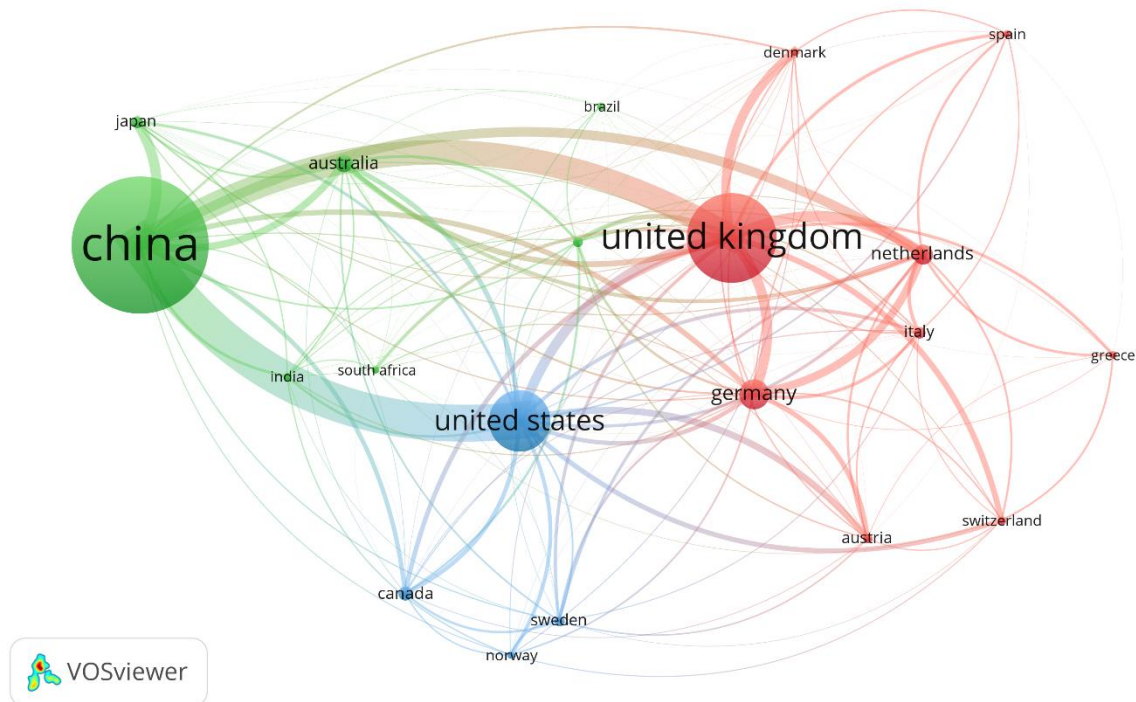 spain
denmark
brazil
japan
australia
china
united kingdom
netherlands
italy
greece
south africa
india
germany
united states
switzerland
austria
canada
sweden
norway
VOSviewer